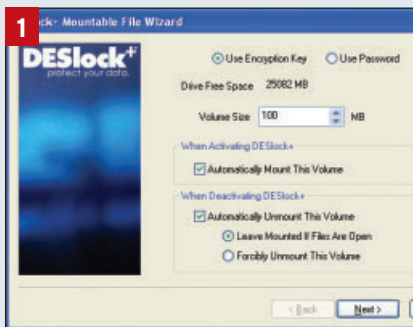 1
ck- Mountable File Wizard
DESlock+
protect your data.
Use Encryption Key Use Password
Drive Free Space 25082 MB
Volume Size 100 MB
When Activating DESlock+
Automatically Mount This Volume
When Deactivating DESlock+
Automatically Unmount This Volume
Leave Mounted If Files Are Open
Forcibly Unmount This Volume
< Back Next >